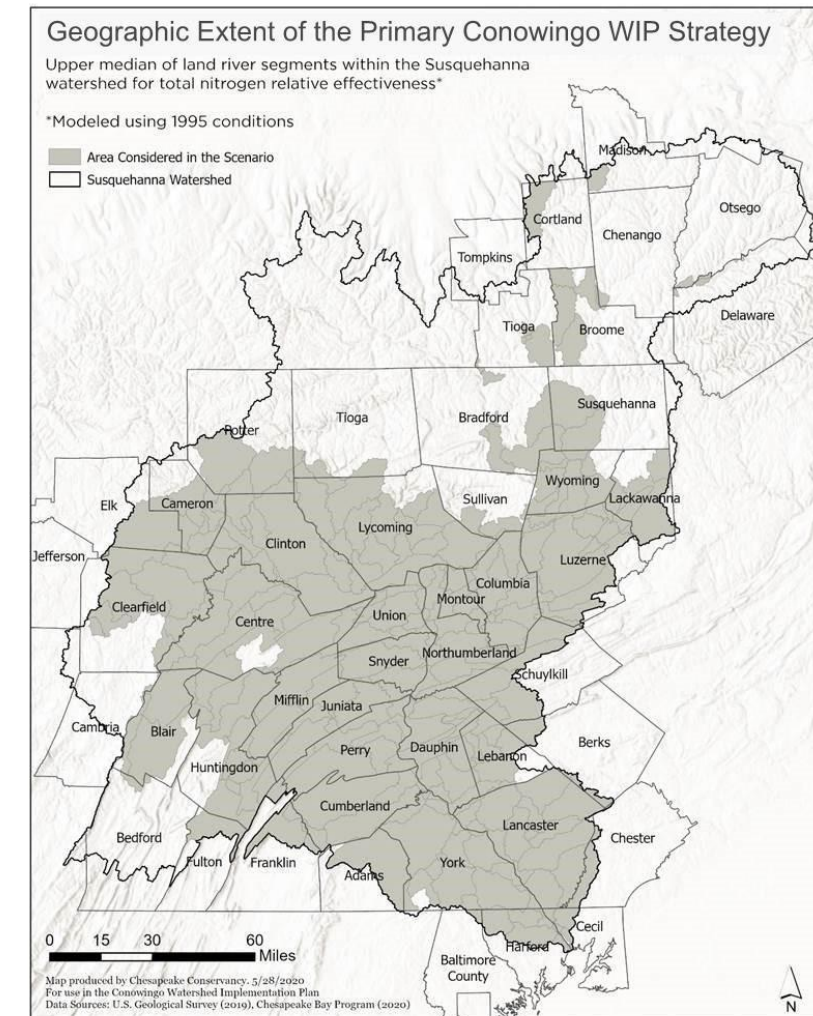 Geographic Extent of the Primary Conowingo WIP Strategy
Upper median of land river segments within the Susquehanna
watershed for total nitrogen relative effectiveness*
*Modeled using 1995 conditions
Area Considered in the Scenario
Susquehanna Watershed
Madison
Cortland
Otsego
Chenango
Tompkins
Delaware
Tioga
Broome
Potter
Tioga
Bradford
Susquehanna
Elk
Cameron
Sullivan
Wyoming
Lackawanna
Lycoming
Clinton
Jefferson
Luzerne
Columbia
Clearfield
Montour
Centre
Union
Snyder
Northumberland
Schuylkill
Mifflin
Juniata
Cambria
Blair
Perry
Dauphin
Lebanon
Berks
Huntingdon
Cumberland
Lancaster
Bedford
Chester
Fulton
Franklin
York
Adams
Cecil
Harford
Baltimore
County
0 15 30 60
Miles
N
Map produced by Chesapeake Conservancy. 5/28/2020
For use in the Conowingo Watershed Implementation Plan
Data Sources: U.S. Geological Survey (2019), Chesapeake Bay Program (2020)